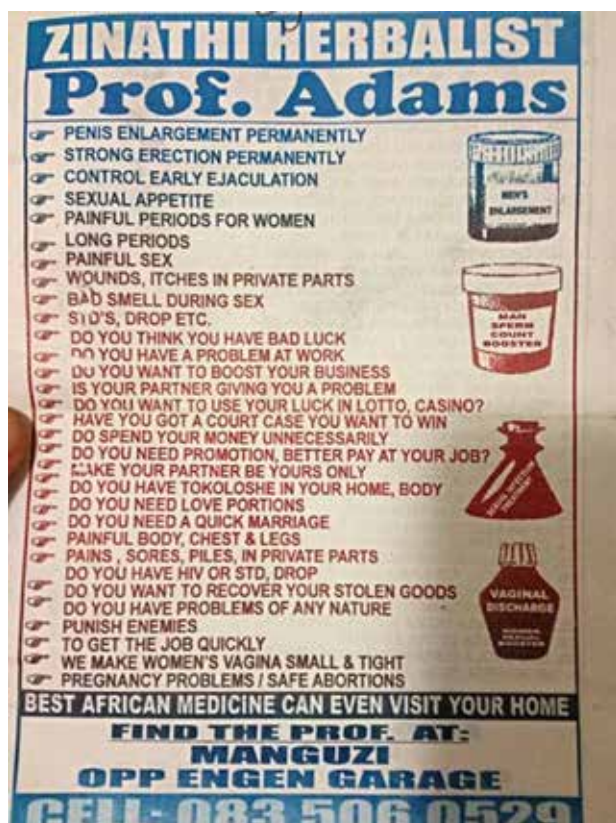 ZINATHI HERBALIST
Prof. Adams
PENIS ENLARGEMENT PERMANENTLY
STRONG ERECTION PERMANENTLY
CONTROL EARLY EJACULATION
SEXUAL APPETITE
PAINFUL PERIODS FOR WOMEN
LONG PERIODS
PAINFUL SEX
WOUNDS, ITCHES IN PRIVATE PARTS
BAD SMELL DURING SEX
STD'S, DROP ETC.
DO YOU THINK YOU HAVE BAD LUCK
DO YOU HAVE A PROBLEM AT WORK
DO YOU WANT TO BOOST YOUR BUSINESS
IS YOUR PARTNER GIVING YOU A PROBLEM
DO YOU WANT TO USE YOUR LUCK IN LOTTO, CASINO?
HAVE YOU GOT A COURT CASE YOU WANT TO WIN
DO SPEND YOUR MONEY UNNECESSARILY
DO YOU NEED PROMOTION, BETTER PAY AT YOUR JOB?
MAKE YOUR PARTNER BE YOURS ONLY
DO YOU HAVE TOKOLOSHE IN YOUR HOME, BODY
DO YOU NEED LOVE PORTIONS
DO YOU NEED A QUICK MARRIAGE
PAINFUL BODY, CHEST & LEGS
PAINS , SORES, PILES, IN PRIVATE PARTS
DO YOU HAVE HIV OR STD, DROP
DO YOU WANT TO RECOVER YOUR STOLEN GOODS
DO YOU HAVE PROBLEMS OF ANY NATURE
PUNISH ENEMIES
TO GET THE JOB QUICKLY
WE MAKE WOMEN'S VAGINA SMALL & TIGHT
PREGNANCY PROBLEMS / SAFE ABORTIONS
MEN'S
ENLARGEMENT
MAN
SPERM
COUNT
BOOSTER
TREATMENT
VAGINAL
DISCHARGE
WOMEN
SEXUAL
BOOSTER
BEST AFRICAN MEDICINE CAN EVEN VISIT YOUR HOME
FIND THE PROF. AT:
MANGUZI
OPP ENGEN GARAGE
CELL: 083 506 0529